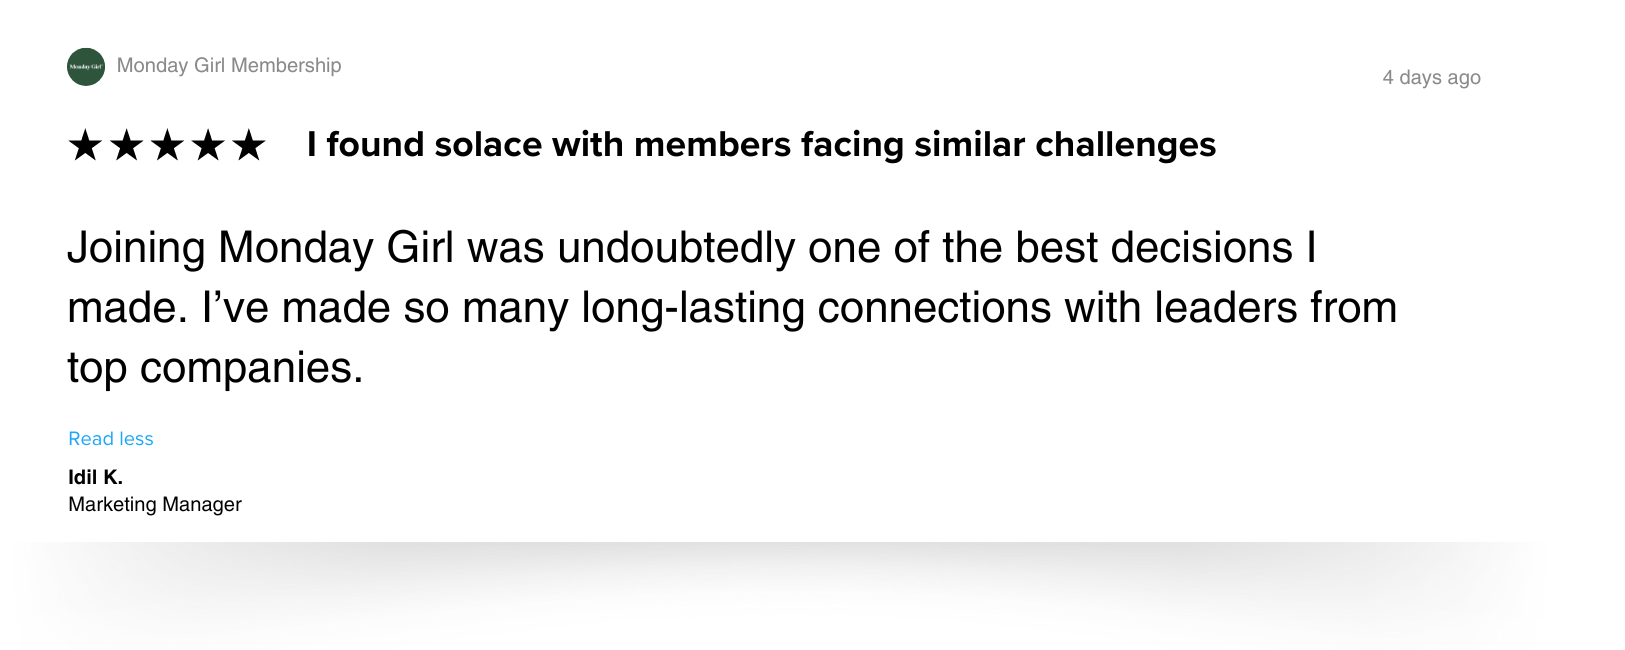 Monday Girl
Monday Girl Membership
4 days ago
★★★★★ I found solace with members facing similar challenges
Joining Monday Girl was undoubtedly one of the best decisions I
made. I’ve made so many long-lasting connections with leaders from
top companies.
Read less
Idil K.
Marketing Manager